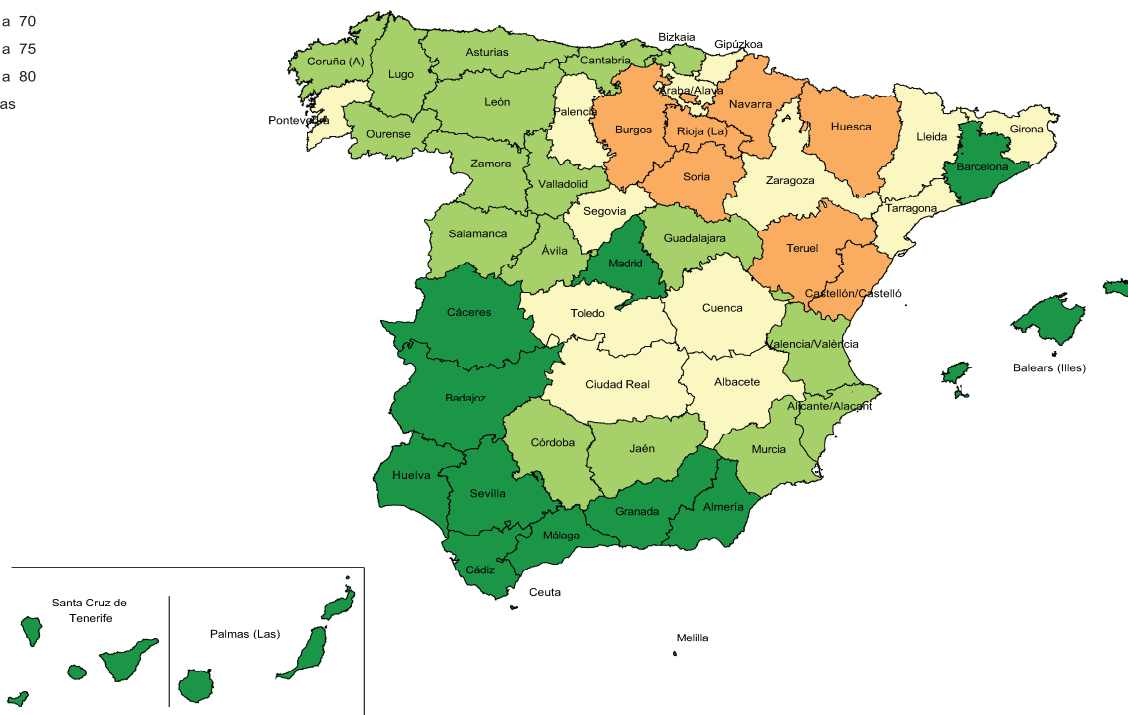 a 70
a 75
a 80
as
Bizkaia
Gipúzkoa
Asturias
Cantabria
Coruña (A)
Lugo
Araba/Alava
Navarra
León
Palencia
Pontevedra
Ourense
Burgos
Rioja (La)
Huesca
Lleida
Girona
Barcelona
Zamora
Valladolid
Soria
Zaragoza
Segovia
Tarragona
Salamanca
Ávila
Guadalajara
Teruel
Madrid
Castellón/Castelló
Cáceres
Toledo
Cuenca
Valencia/València
Balears (Illes)
Badajoz
Ciudad Real
Albacete
Alicante/Alacant
Córdoba
Jaén
Murcia
Huelva
Sevilla
Granada
Almería
Málaga
Cádiz
Ceuta
Santa Cruz de
Tenerife
Palmas (Las)
Melilla